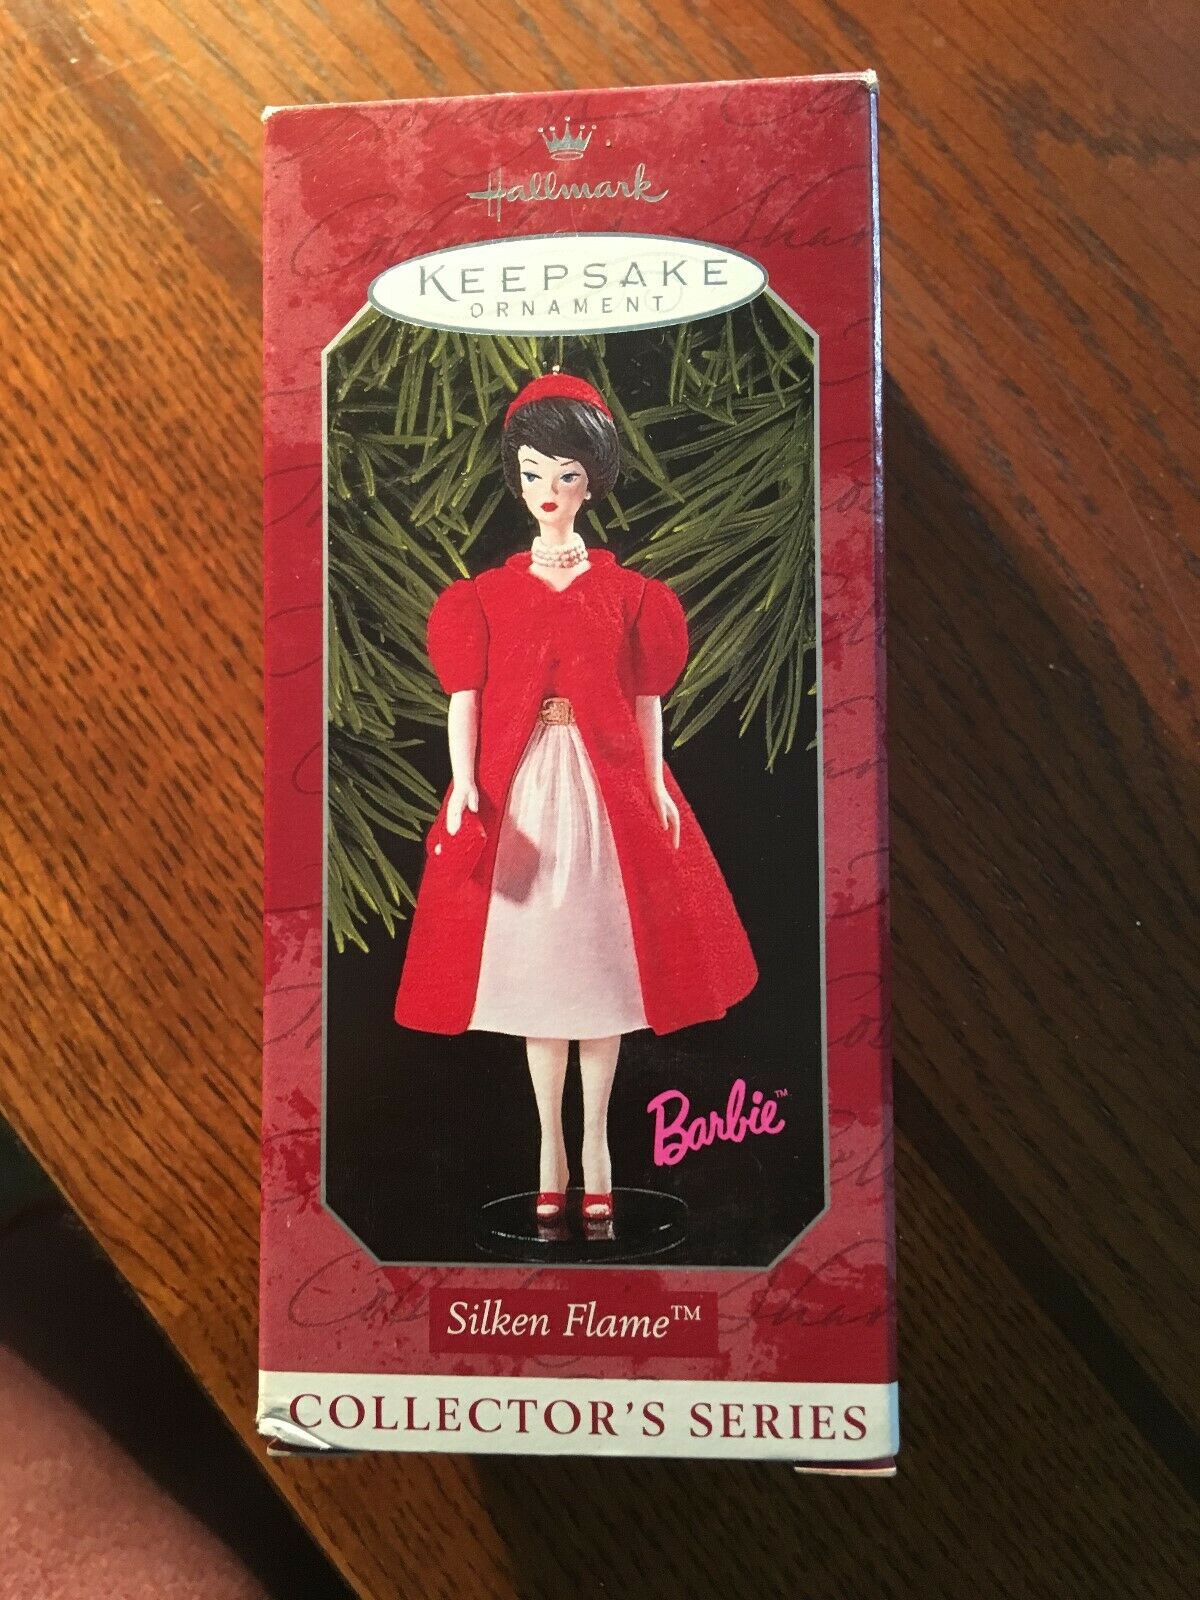 Hallmark
KEEPSAKE
ORNAMENT
Barbie™
Silken Flame™
COLLECTOR'S SERIES